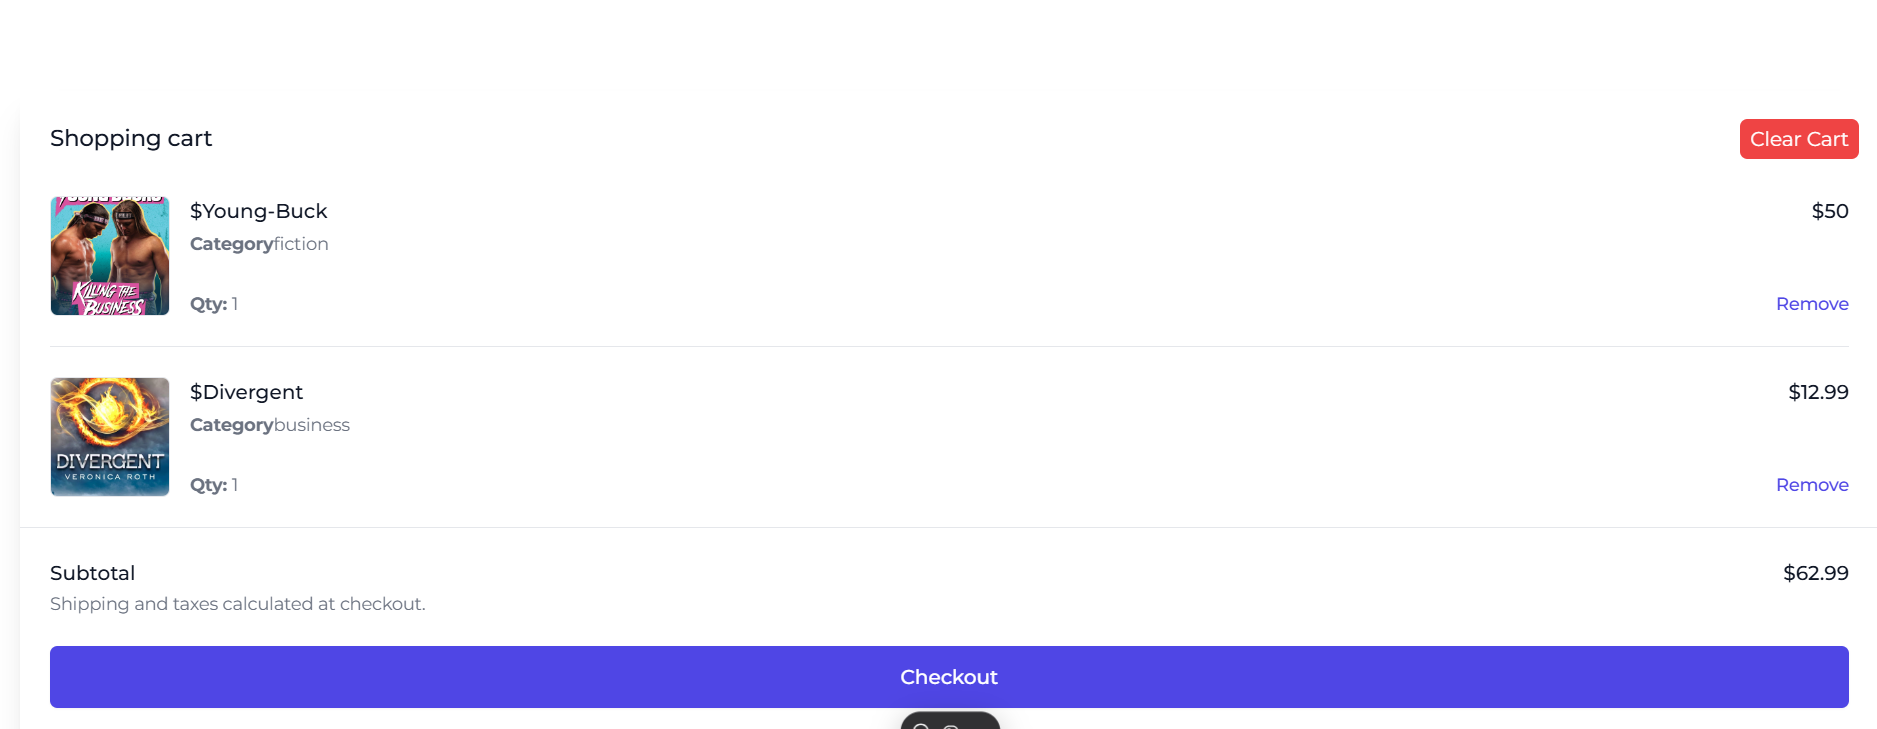 Shopping cart
Clear Cart
$Young-Buck
$50
Categoryfiction
KILLING THE
BUSINESS
Qty: 1
Remove
$Divergent
$12.99
Categorybusiness
DIVERGENT
VERONICA ROTH
Qty: 1
Remove
Subtotal
$62.99
Shipping and taxes calculated at checkout.
Checkout